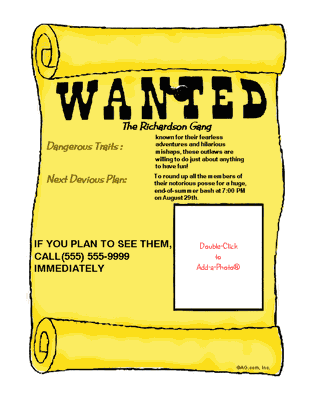 WANTED
The Richardson Gang
Dangerous Traits :
known for their fearless
adventures and hilarious
mishaps, these outlaws are
willing to do just about anything
to have fun!
Next Devious Plan:
To round up all the members of
their notorious posse for a huge,
end-of-summer bash at 7:00 PM
on August 29th.
IF YOU PLAN TO SEE THEM,
CALL(555) 555-9999
IMMEDIATELY
Double-Click
to
Add-a-Photo®
©AG.com, Inc.